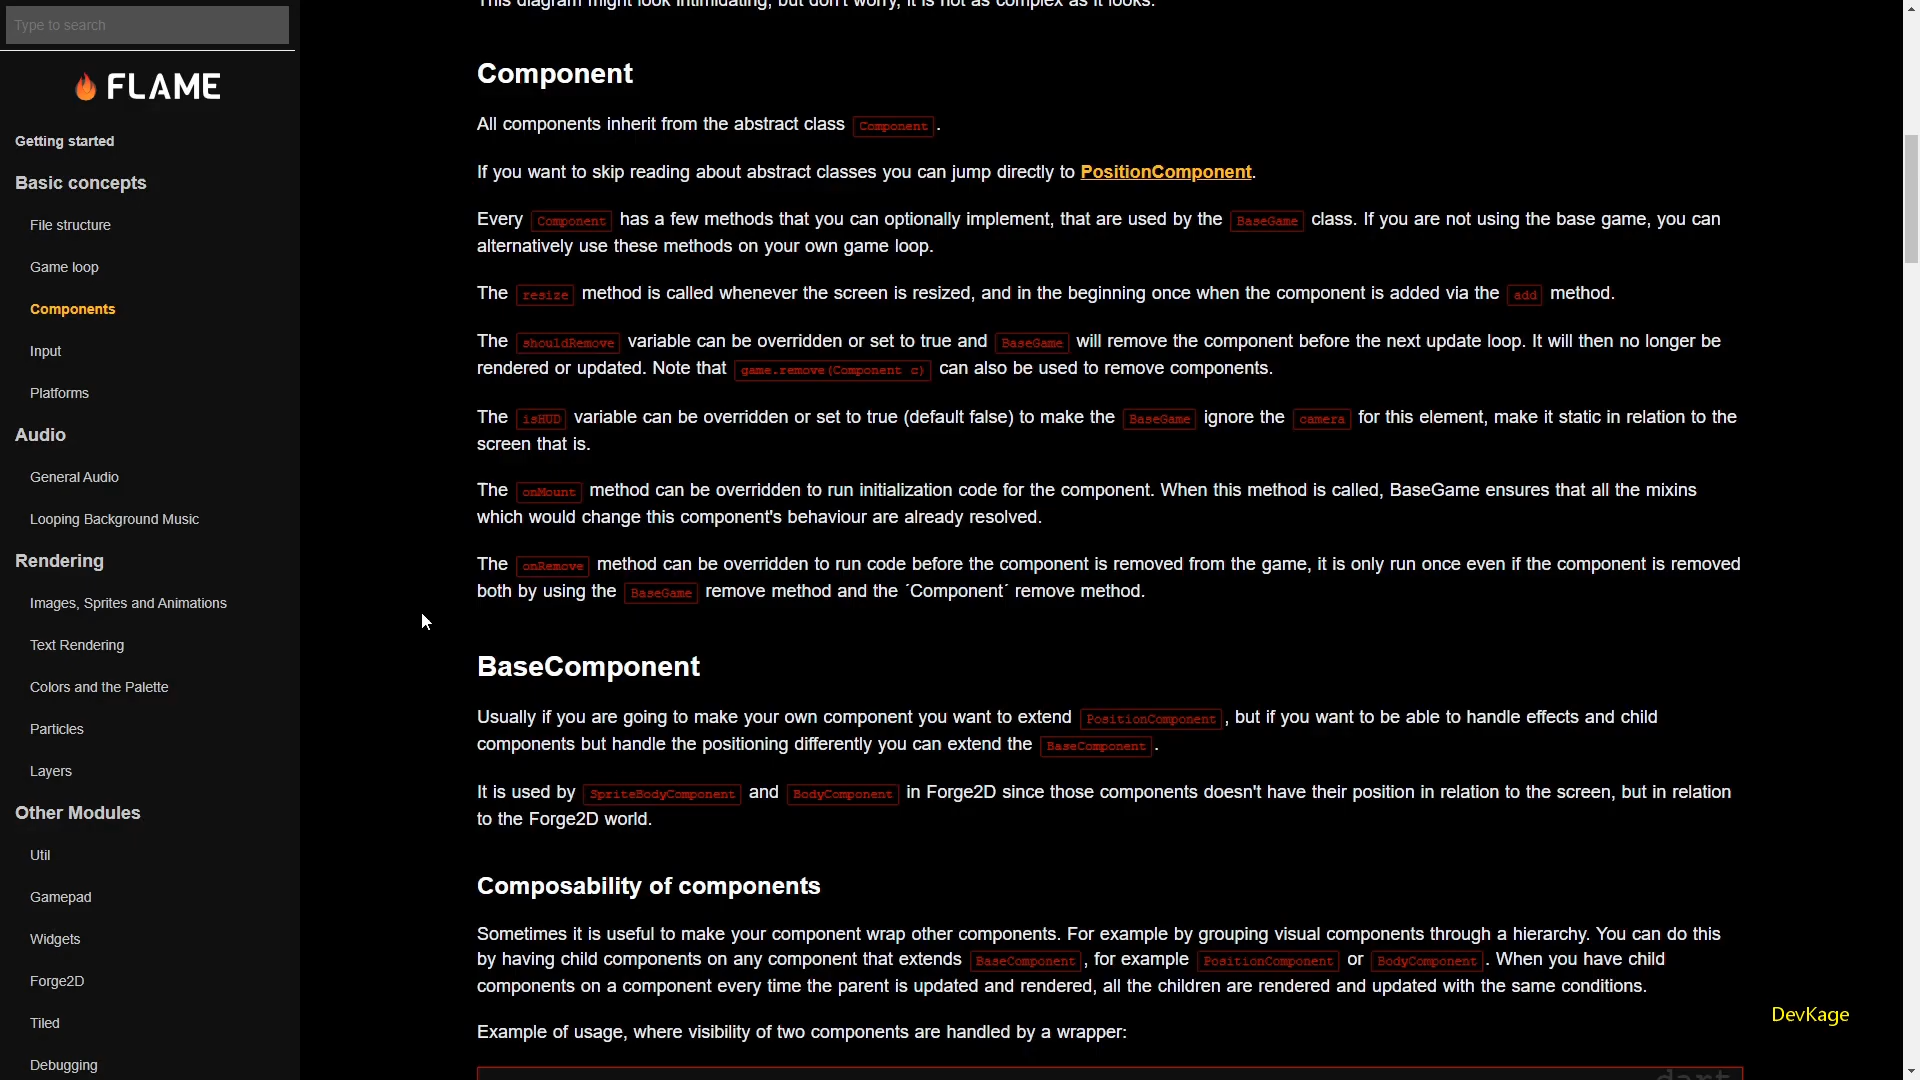 This diagram might look intimidating, but don't worry, it is not as complex as it looks.
Type to search
FLAME
Getting started
Basic concepts
File structure
Game loop
Components
Input
Platforms
Audio
General Audio
Looping Background Music
Rendering
Images, Sprites and Animations
Text Rendering
Colors and the Palette
Particles
Layers
Other Modules
Util
Gamepad
Widgets
Forge2D
Tiled
Debugging
Component
All components inherit from the abstract class Component.
If you want to skip reading about abstract classes you can jump directly to PositionComponent.
Every Component has a few methods that you can optionally implement, that are used by the BaseGame class. If you are not using the base game, you can
alternatively use these methods on your own game loop.
The resize method is called whenever the screen is resized, and in the beginning once when the component is added via the add method.
The shouldRemove variable can be overridden or set to true and BaseGame will remove the component before the next update loop. It will then no longer be
rendered or updated. Note that game.remove(Component c) can also be used to remove components.
The isHUD variable can be overridden or set to true (default false) to make the BaseGame ignore the camera for this element, make it static in relation to the
screen that is.
The onMount method can be overridden to run initialization code for the component. When this method is called, BaseGame ensures that all the mixins
which would change this component's behaviour are already resolved.
The onRemove method can be overridden to run code before the component is removed from the game, it is only run once even if the component is removed
both by using the BaseGame remove method and the ´Component´ remove method.
BaseComponent
Usually if you are going to make your own component you want to extend PositionComponent, but if you want to be able to handle effects and child
components but handle the positioning differently you can extend the BaseComponent.
It is used by SpriteBodyComponent and BodyComponent in Forge2D since those components doesn't have their position in relation to the screen, but in relation
to the Forge2D world.
Composability of components
Sometimes it is useful to make your component wrap other components. For example by grouping visual components through a hierarchy. You can do this
by having child components on any component that extends BaseComponent, for example PositionComponent or BodyComponent. When you have child
components on a component every time the parent is updated and rendered, all the children are rendered and updated with the same conditions.
DevKage
Example of usage, where visibility of two components are handled by a wrapper:
dart